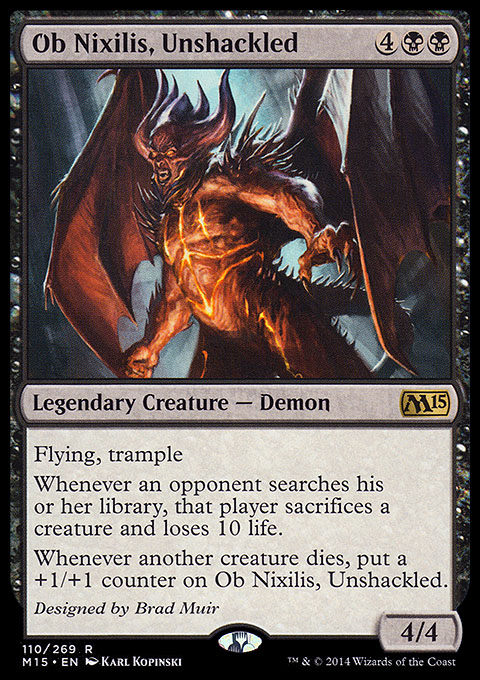 Ob Nixilis, Unshackled 4
Legendary Creature — Demon M15
Flying, trample
Whenever an opponent searches his
or her library, that player sacrifices a
creature and loses 10 life.
Whenever another creature dies, put a
+1/+1 counter on Ob Nixilis, Unshackled.
Designed by Brad Muir
4/4
110/269 R
M15 • EN Karl Kopinski
™ & © 2014 Wizards of the Coast